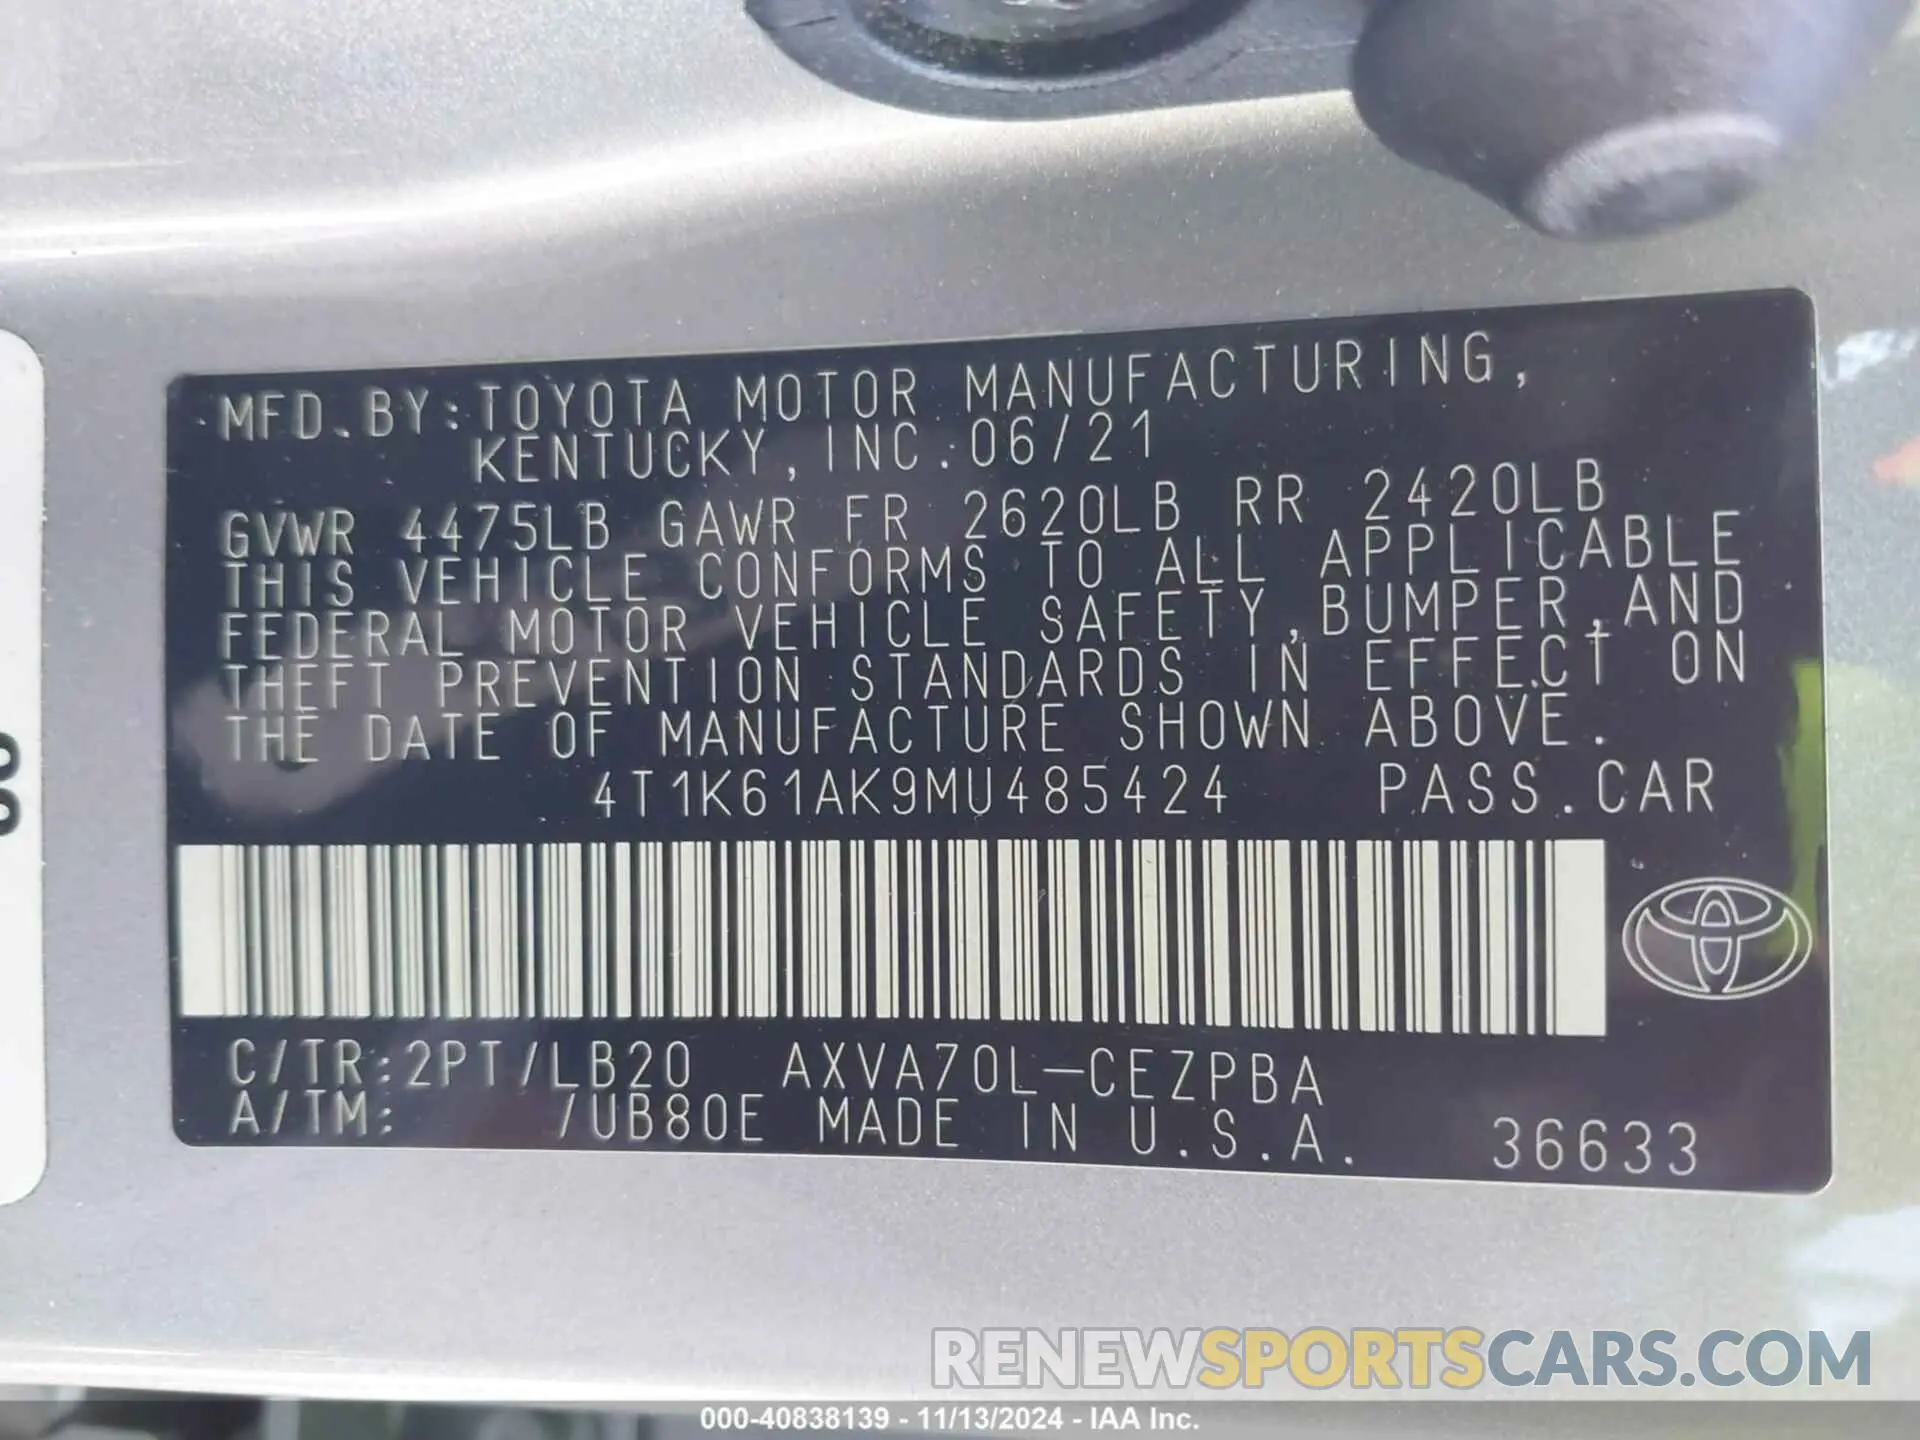 MFD.BY:TOYOTA MOTOR MANUFACTURING,
KENTUCKY, INC. 06/21
GVWR 4475LB GAWR FR 2620LB RR 2420LB
THIS VEHICLE CONFORMS TO ALL APPLICABLE
FEDERAL MOTOR VEHICLE SAFETY,BUMPER,AND
THEFT PREVENTION STANDARDS IN EFFECT ON
THE DATE OF MANUFACTURE SHOWN ABOVE.
4T1K61AK9MU485424 PASS.CAR
C/TR:2PT/LB20 AXVA70L-CEZPBA
A/TM: /UB80E MADE IN U.S.A. 36633
RENEWSPORTSCARS.COM
000-40838139 - 11/13/2024 - IAA Inc.